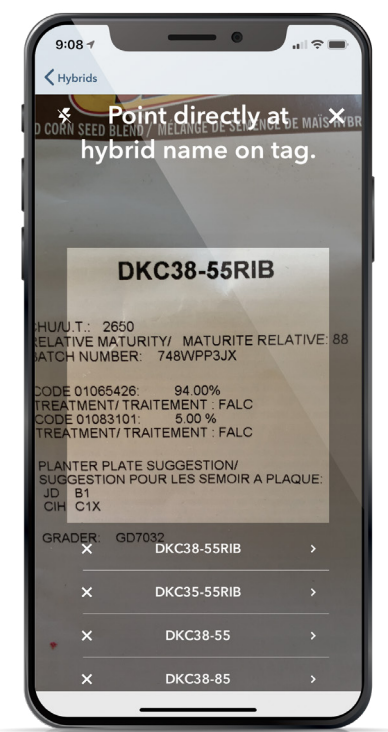 9:08
Hybrids
D CORN SEED BLEND / MÉLANGE DE SEMENCE DE MAÏS HYBR
Point directly at
hybrid name on tag.
DKC38-55RIB
HU/U.T.: 2650
RELATIVE MATURITY/ MATURITE RELATIVE: 88
BATCH NUMBER: 748WPP3JX
CODE 01065426: 94.00%
TREATMENT/ TRAITEMENT : FALC
CODE 01083101: 5.00 %
TREATMENT/ TRAITEMENT : FALC
PLANTER PLATE SUGGESTION/
SUGGESTION POUR LES SEMOIR A PLAQUE:
JD B1
CIH C1X
GRADER: GD7032
DKC38-55RIB
DKC35-55RIB
DKC38-55
DKC38-85